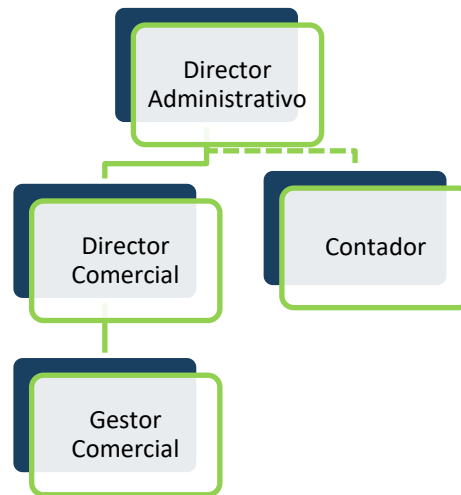 Director
Administrativo
Director
Comercial
Contador
Gestor
Comercial